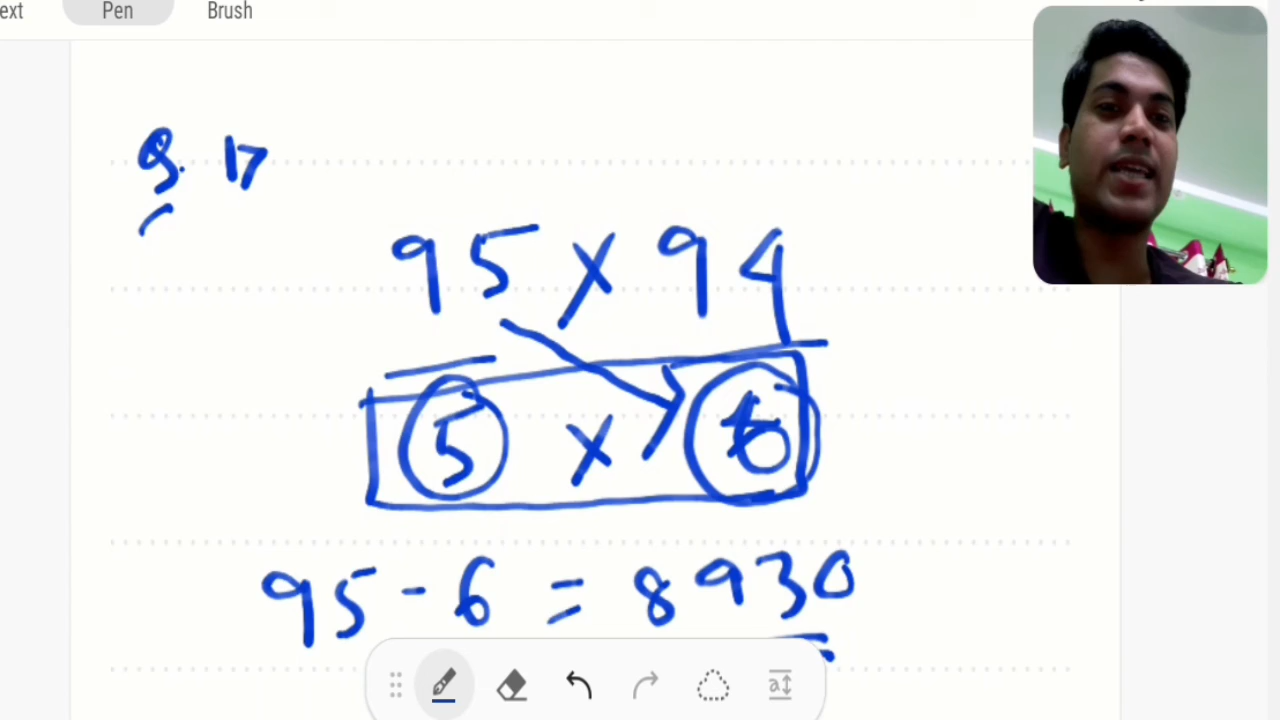 ext Pen Brush
Q. 17
95 x 94
5 x 6
95 - 6 = 8930